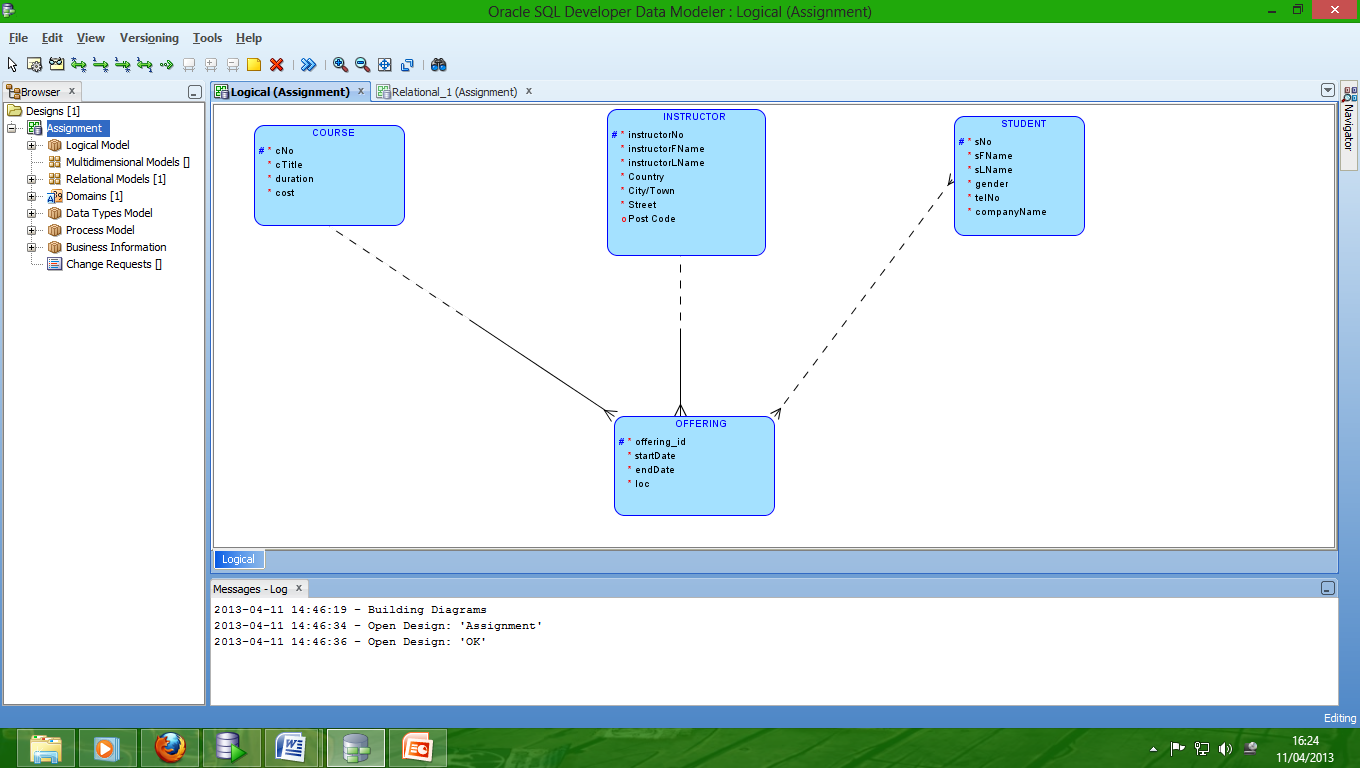 Oracle SQL Developer Data Modeler : Logical (Assignment)
File Edit View Versioning Tools Help
Browser x
Logical (Assignment) x
Relational_1 (Assignment) x
Navigator
Designs [1]
Assignment
Logical Model
Multidimensional Models []
Relational Models [1]
Domains [1]
Data Types Model
Process Model
Business Information
Change Requests []
COURSE
# * cNo
* cTitle
* duration
* cost
INSTRUCTOR
# * instructorNo
* instructorFName
* instructorLName
* Country
* City/Town
* Street
o Post Code
STUDENT
# * sNo
* sFName
* sLName
* gender
* telNo
* companyName
OFFERING
# * offering_id
* startDate
* endDate
* loc
Logical
Messages - Log x
2013-04-11 14:46:19 - Building Diagrams
2013-04-11 14:46:34 - Open Design: 'Assignment'
2013-04-11 14:46:36 - Open Design: 'OK'
Editing
16:24
11/04/2013